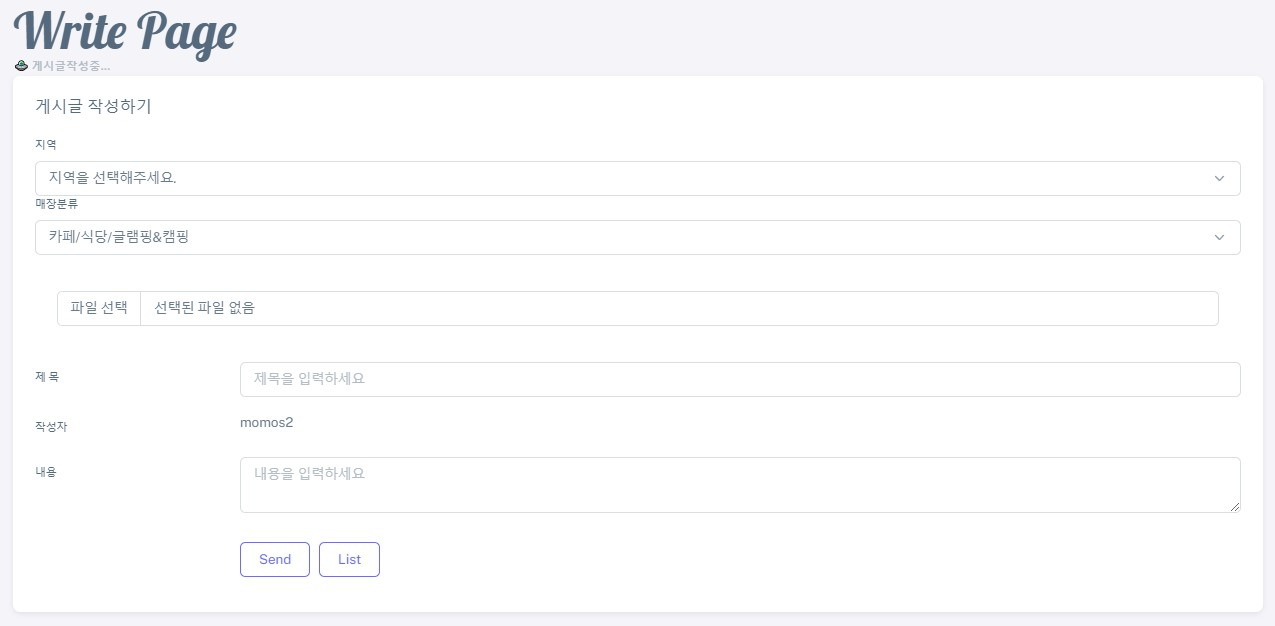 Write Page
게시글작성중...
게시글 작성하기
지역
지역을 선택해주세요.
매장분류
카페/식당/글램핑&캠핑
파일 선택 선택된 파일 없음
제 목 제목을 입력하세요
작성자 momos2
내용 내용을 입력하세요
Send List